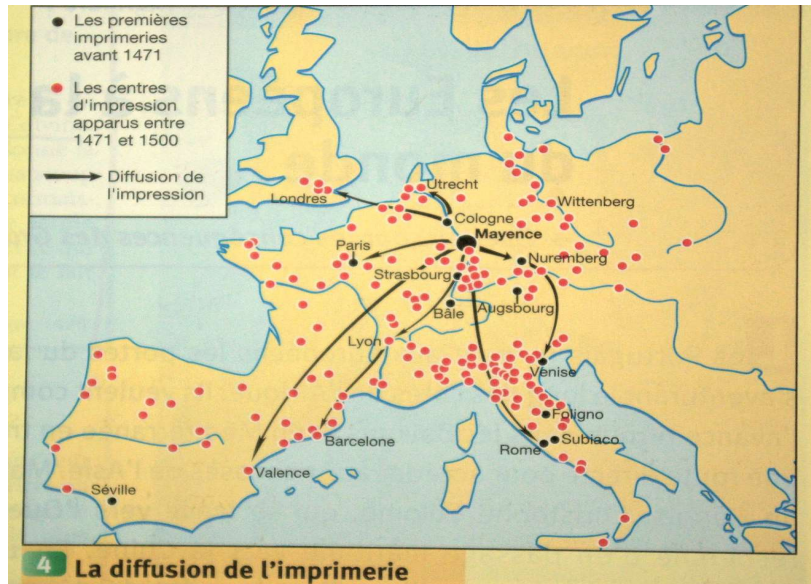 Les premières
imprimeries
avant 1471
Les centres
d'impression
apparus entre
1471 et 1500
Diffusion de
l'impression
Londres
Utrecht
Cologne
Wittenberg
Mayence
Paris
Nuremberg
Strasbourg
Augsbourg
Bâle
Lyon
Venise
Foligno
Barcelone
Rome
Subiaco
Valence
Séville
4 La diffusion de l'imprimerie